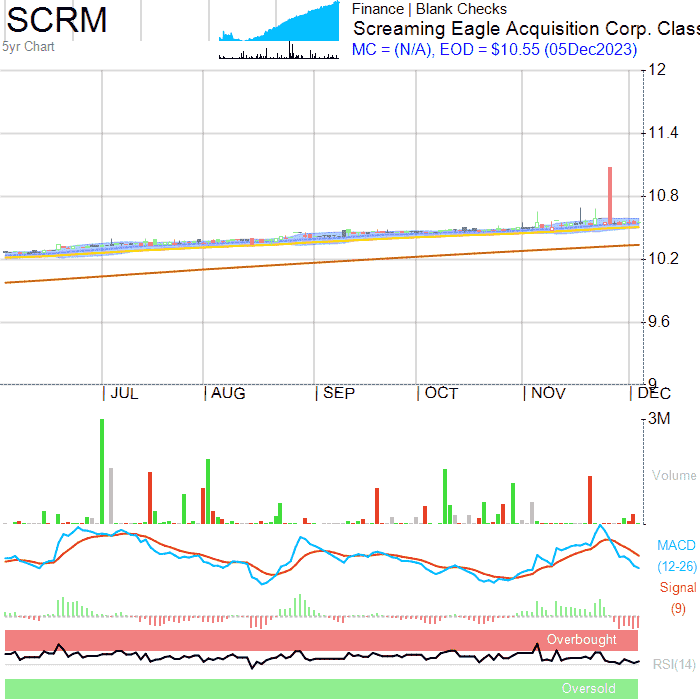 SCRM
5yr Chart
Finance | Blank Checks
Screaming Eagle Acquisition Corp. Class
MC = (N/A), EOD = $10.55 (05Dec2023)
12
11.4
10.8
10.2
9.6
9
JUL AUG SEP OCT NOV DEC
3M
Volume
MACD
(12-26)
Signal
(9)
Overbought
RSI(14)
Oversold